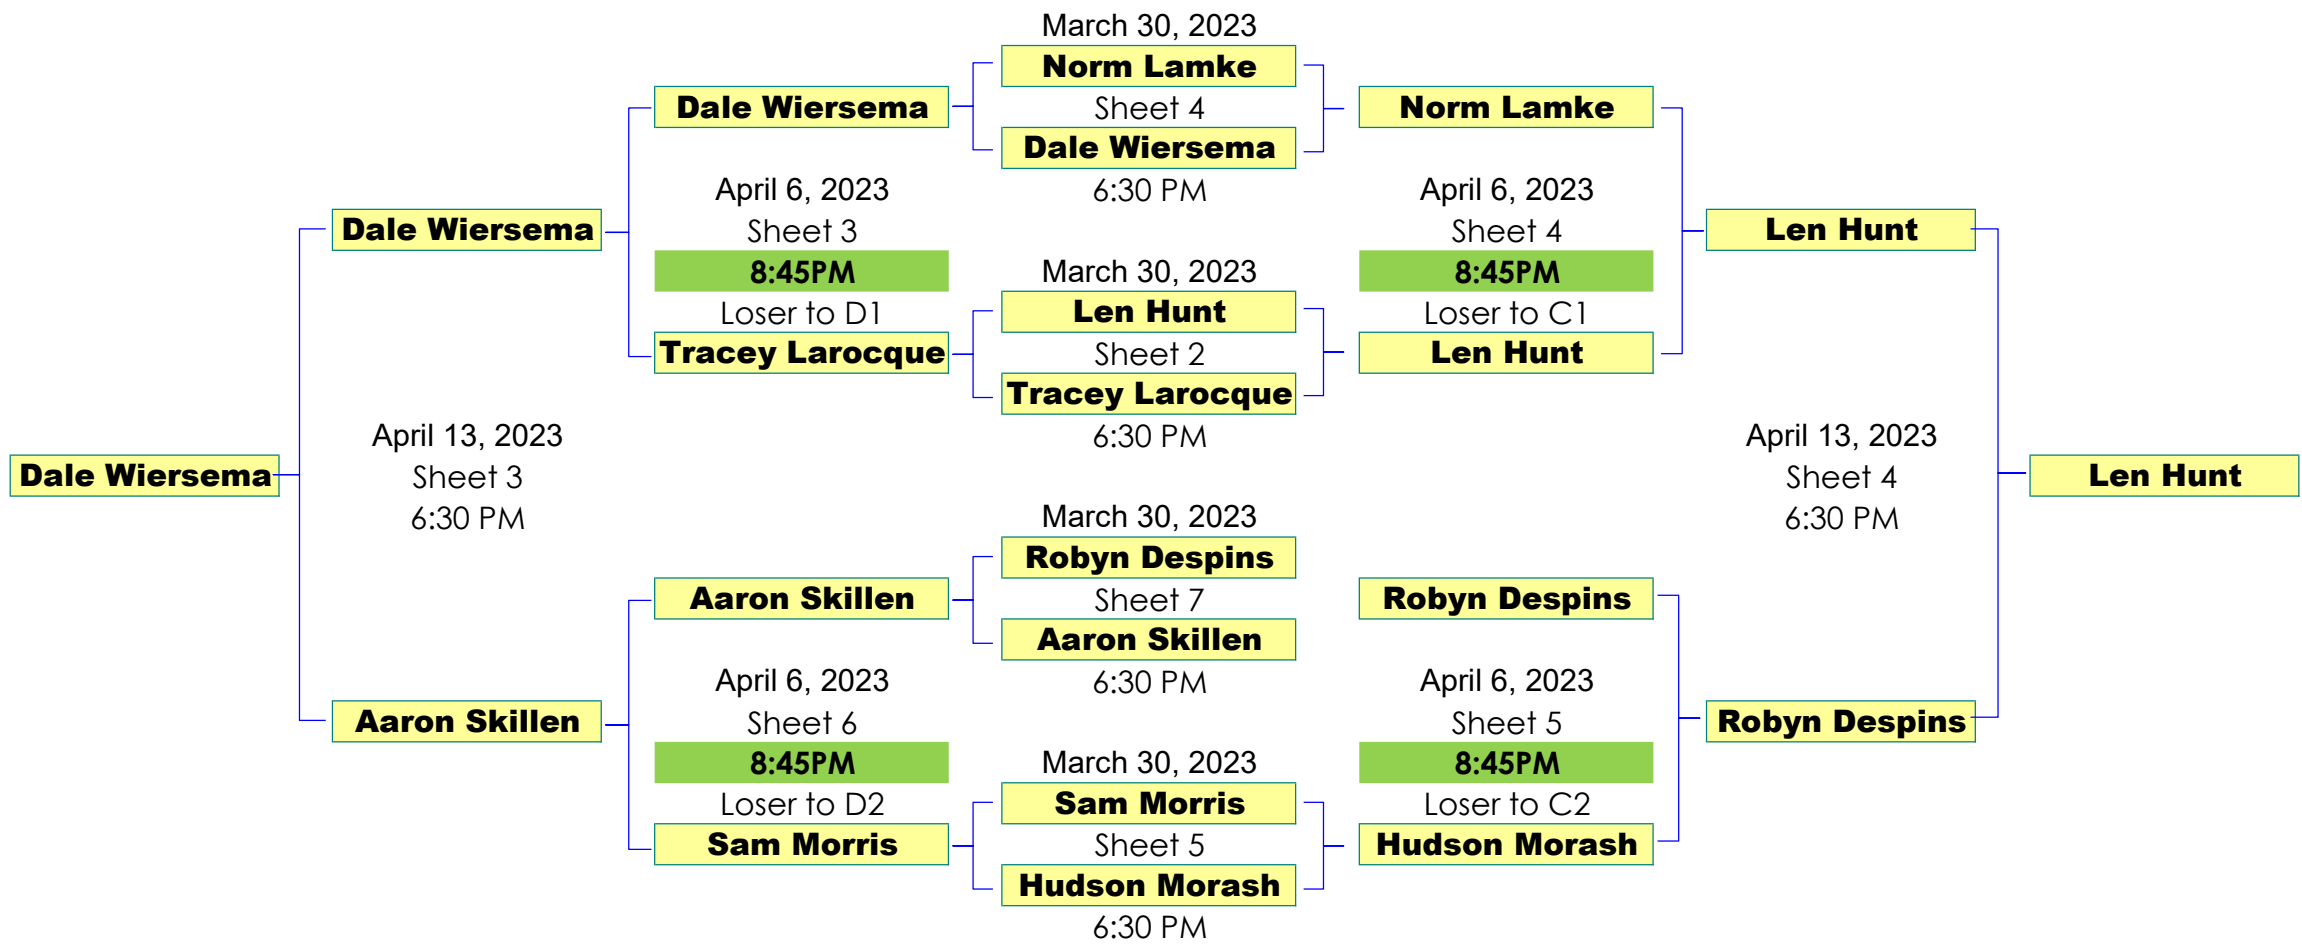 March 30, 2023
Norm Lamke
Dale Wiersema Sheet 4 Norm Lamke
Dale Wiersema
April 6, 2023 6:30 PM April 6, 2023
Dale Wiersema Sheet 3 Sheet 4 Len Hunt
8:45PM March 30, 2023 8:45PM
Loser to D1 Len Hunt Loser to C1
Tracey Larocque Sheet 2 Len Hunt
Tracey Larocque
April 13, 2023 6:30 PM April 13, 2023
Dale Wiersema Sheet 3 Sheet 4 Len Hunt
6:30 PM March 30, 2023 6:30 PM
Robyn Despins
Aaron Skillen Sheet 7 Robyn Despins
Aaron Skillen
April 6, 2023 6:30 PM April 6, 2023
Aaron Skillen Sheet 6 Sheet 5 Robyn Despins
8:45PM March 30, 2023 8:45PM
Loser to D2 Sam Morris Loser to C2
Sam Morris Sheet 5 Hudson Morash
Hudson Morash
6:30 PM